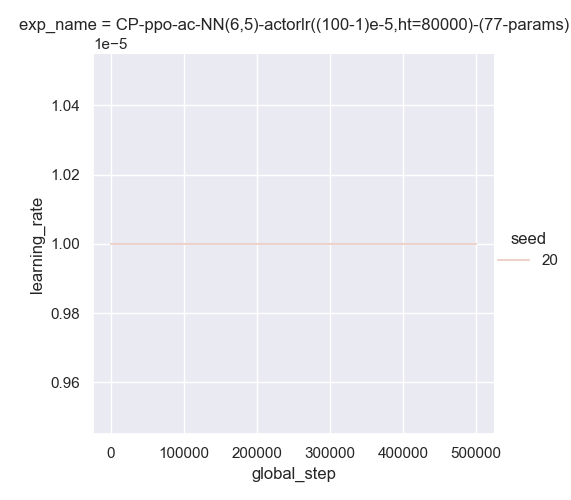 exp_name = CP-ppo-ac-NN(6,5)-actorlr((100-1)e-5,ht=80000)-(77-params)
1e−5
1.04
1.02
1.00
0.98
0.96
learning_rate
0
100000
200000
300000
400000
500000
global_step
seed
20